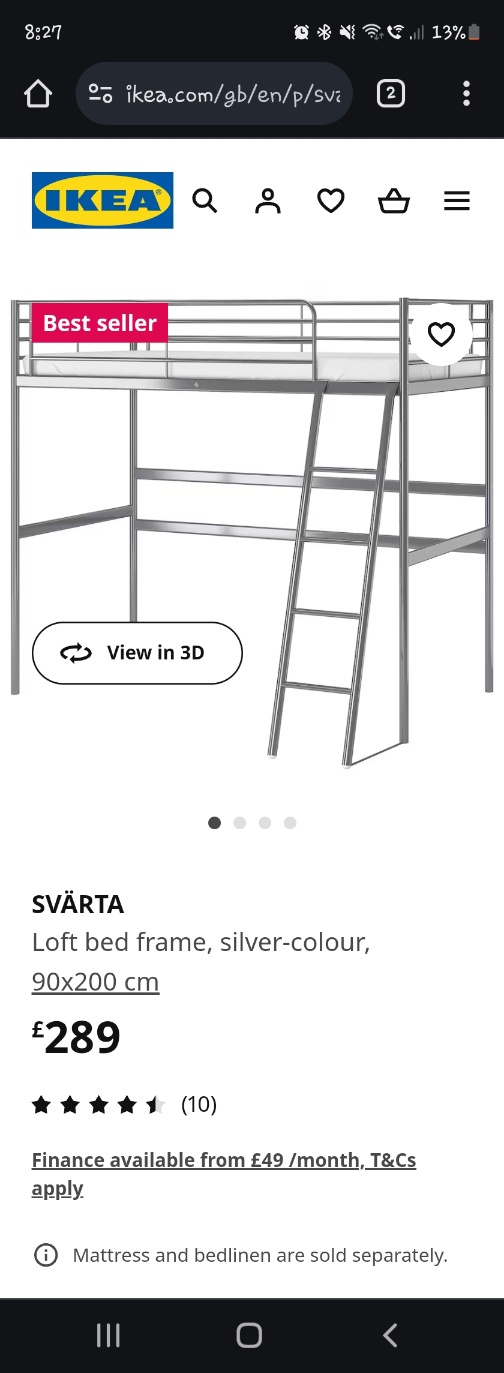 8:27
13%
ikea.com/gb/en/p/sva
2
IKEA
Best seller
View in 3D
SVÄRTA
Loft bed frame, silver-colour,
90x200 cm
£289
(10)
Finance available from £49 /month, T&Cs
apply
Mattress and bedlinen are sold separately.